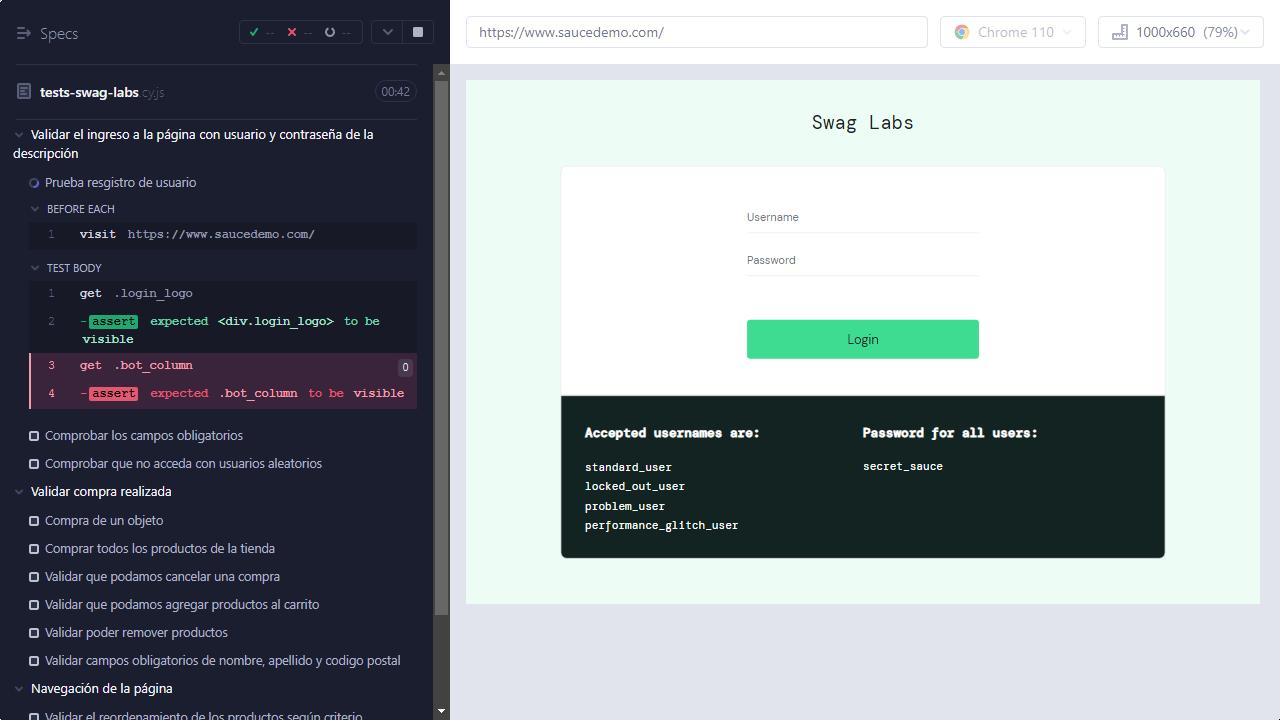 Specs
-- -- --
tests-swag-labs.cy.js
00:42
Validar el ingreso a la página con usuario y contraseña de la
descripción
Prueba resgistro de usuario
BEFORE EACH
1 visit https://www.saucedemo.com/
TEST BODY
1 get .login_logo
2 -assert expected <div.login_logo> to be
visible
3 get .bot_column 0
4 -assert expected .bot_column to be visible
Comprobar los campos obligatorios
Comprobar que no acceda con usuarios aleatorios
Validar compra realizada
Compra de un objeto
Comprar todos los productos de la tienda
Validar que podamos cancelar una compra
Validar que podamos agregar productos al carrito
Validar poder remover productos
Validar campos obligatorios de nombre, apellido y codigo postal
Navegación de la página
Validar el reordenamiento de los productos según criterio
https://www.saucedemo.com/
Chrome 110
1000x660 (79%)
Swag Labs
Username
Password
Login
Accepted usernames are:
standard_user
locked_out_user
problem_user
performance_glitch_user
Password for all users:
secret_sauce